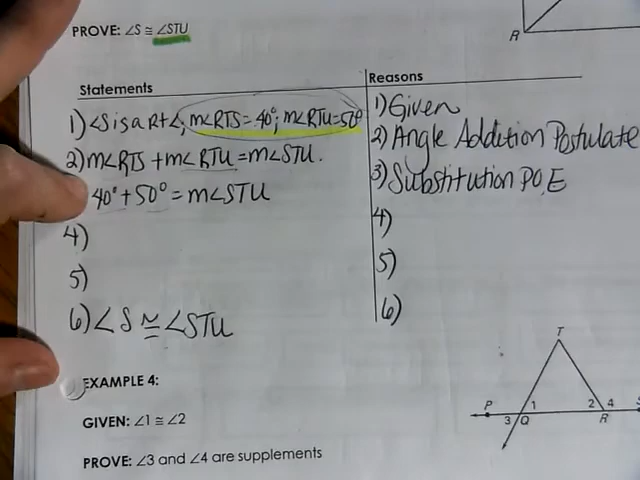 PROVE: ∠S ≅ ∠STU
R
Statements
Reasons
1) ∠S is a Rt ∠; m∠RTS = 40°; m∠RTU = 50°
1) Given
2) m∠RTS + m∠RTU = m∠STU.
2) Angle Addition Postulate
40° + 50° = m∠STU
3) Substitution P.O.E
4)
4)
5)
5)
6) ∠S ≅ ∠STU
6)
EXAMPLE 4:
GIVEN: ∠1 ≅ ∠2
PROVE: ∠3 and ∠4 are supplements
T
P 1 2 4
3 Q R